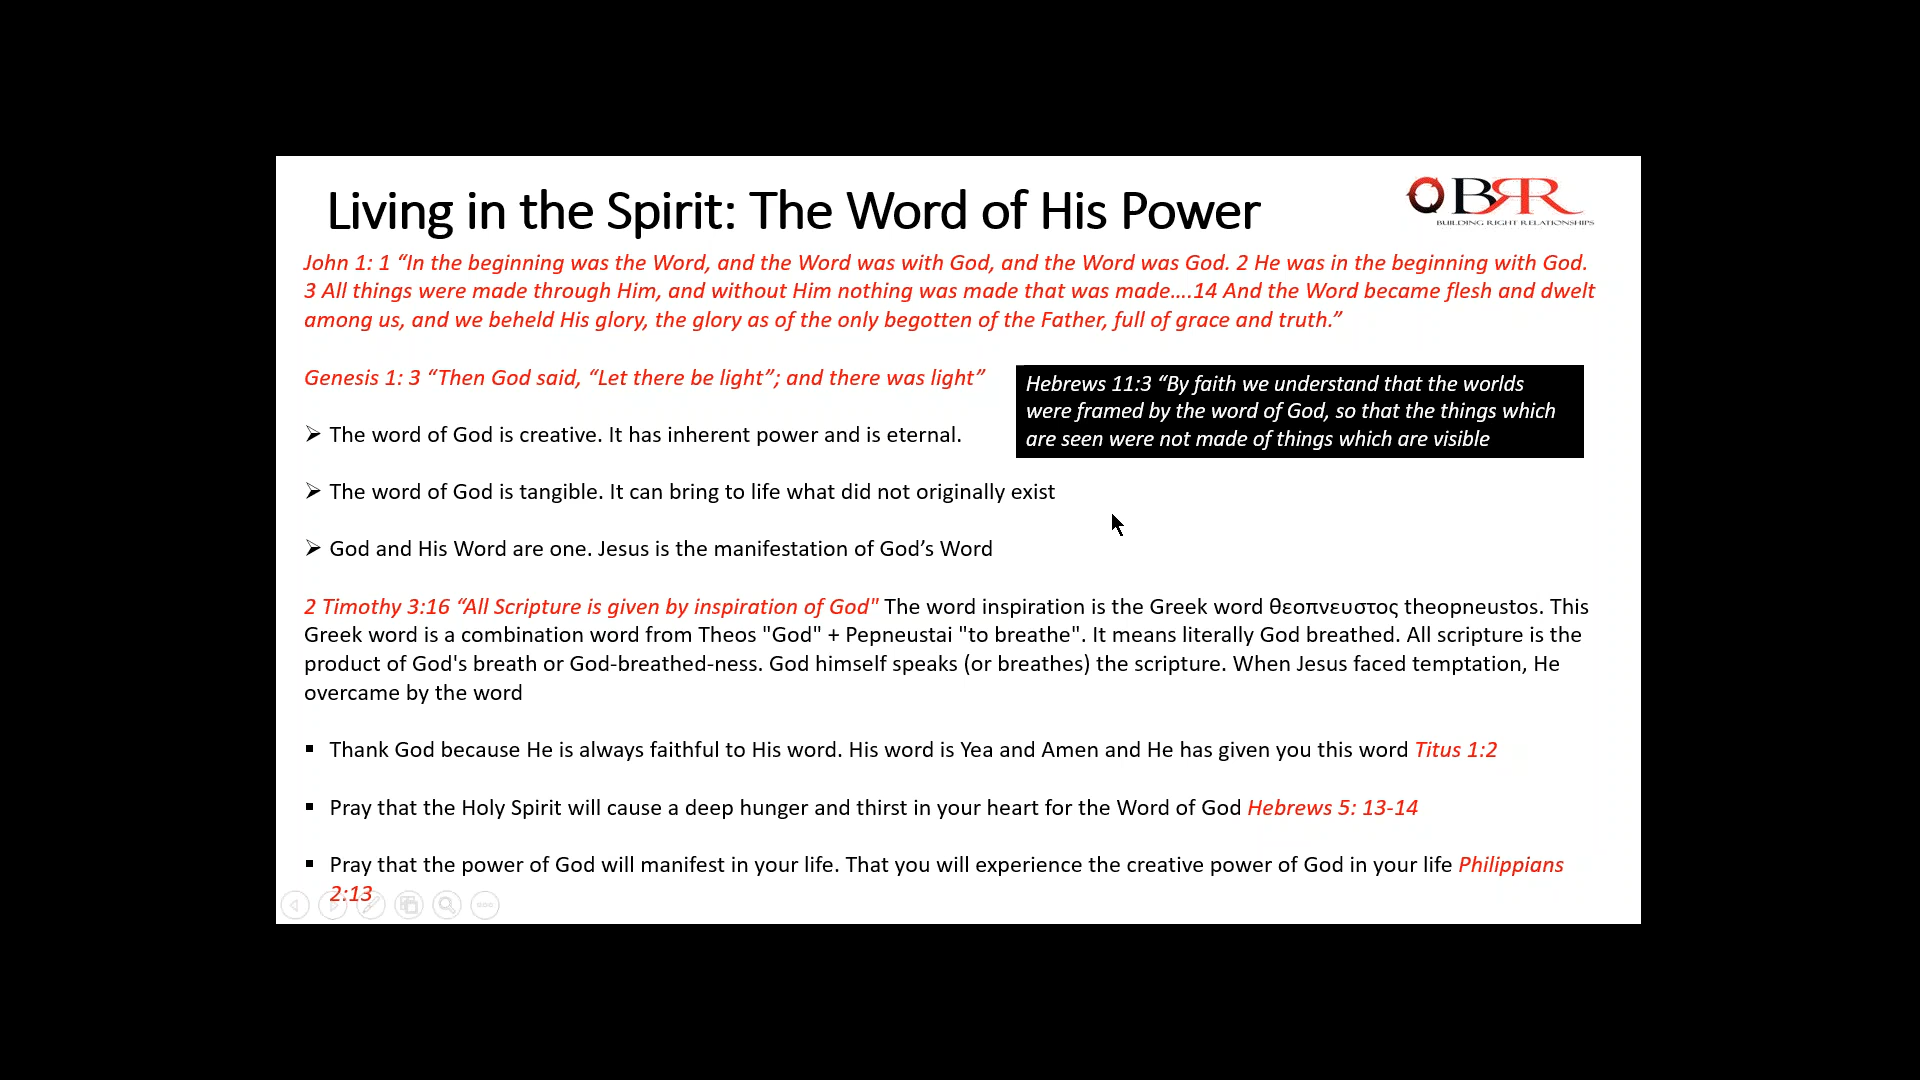 Living in the Spirit: The Word of His Power
BRR
BUILDING RIGHT RELATIONSHIPS
John 1: 1 “In the beginning was the Word, and the Word was with God, and the Word was God. 2 He was in the beginning with God.
3 All things were made through Him, and without Him nothing was made that was made....14 And the Word became flesh and dwelt
among us, and we beheld His glory, the glory as of the only begotten of the Father, full of grace and truth.”
Genesis 1: 3 “Then God said, “Let there be light”; and there was light”
Hebrews 11:3 “By faith we understand that the worlds
were framed by the word of God, so that the things which
are seen were not made of things which are visible
➢ The word of God is creative. It has inherent power and is eternal.
➢ The word of God is tangible. It can bring to life what did not originally exist
➢ God and His Word are one. Jesus is the manifestation of God’s Word
2 Timothy 3:16 “All Scripture is given by inspiration of God" The word inspiration is the Greek word θεοπνευστος theopneustos. This
Greek word is a combination word from Theos "God" + Pepneustai "to breathe". It means literally God breathed. All scripture is the
product of God's breath or God-breathed-ness. God himself speaks (or breathes) the scripture. When Jesus faced temptation, He
overcame by the word
▪ Thank God because He is always faithful to His word. His word is Yea and Amen and He has given you this word Titus 1:2
▪ Pray that the Holy Spirit will cause a deep hunger and thirst in your heart for the Word of God Hebrews 5: 13-14
▪ Pray that the power of God will manifest in your life. That you will experience the creative power of God in your life Philippians
2:13